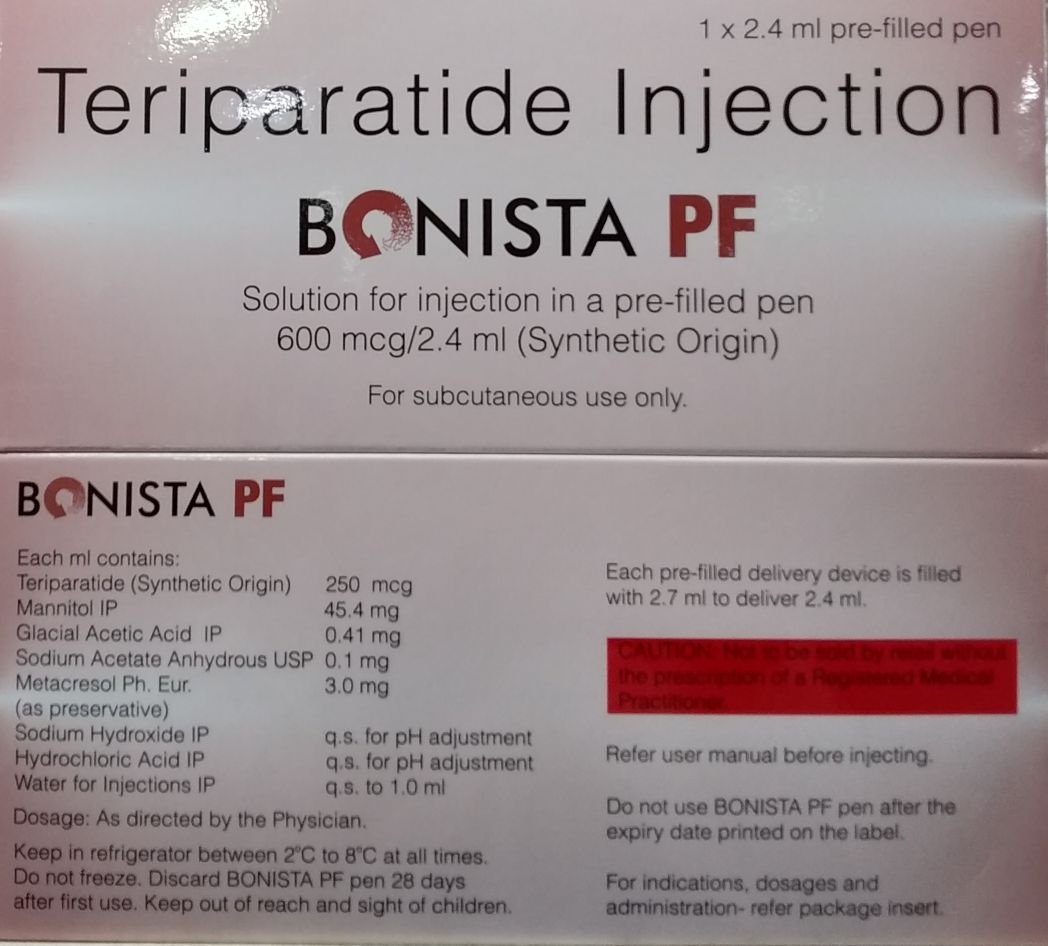 1 x 2.4 ml pre-filled pen
Teriparatide Injection
BONISTA PF
Solution for injection in a pre-filled pen
600 mcg/2.4 ml (Synthetic Origin)
For subcutaneous use only.
BONISTA PF
Each ml contains:
Teriparatide (Synthetic Origin) 250 mcg
Mannitol IP 45.4 mg
Glacial Acetic Acid IP 0.41 mg
Sodium Acetate Anhydrous USP 0.1 mg
Metacresol Ph. Eur. 3.0 mg
(as preservative)
Sodium Hydroxide IP q.s. for pH adjustment
Hydrochloric Acid IP q.s. for pH adjustment
Water for Injections IP q.s. to 1.0 ml
Dosage: As directed by the Physician.
Keep in refrigerator between 2°C to 8°C at all times.
Do not freeze. Discard BONISTA PF pen 28 days
after first use. Keep out of reach and sight of children.
Each pre-filled delivery device is filled
with 2.7 ml to deliver 2.4 ml.
CAUTION: Not to be sold by retail without
the prescription of a Registered Medical
Practitioner.
Refer user manual before injecting.
Do not use BONISTA PF pen after the
expiry date printed on the label.
For indications, dosages and
administration- refer package insert.